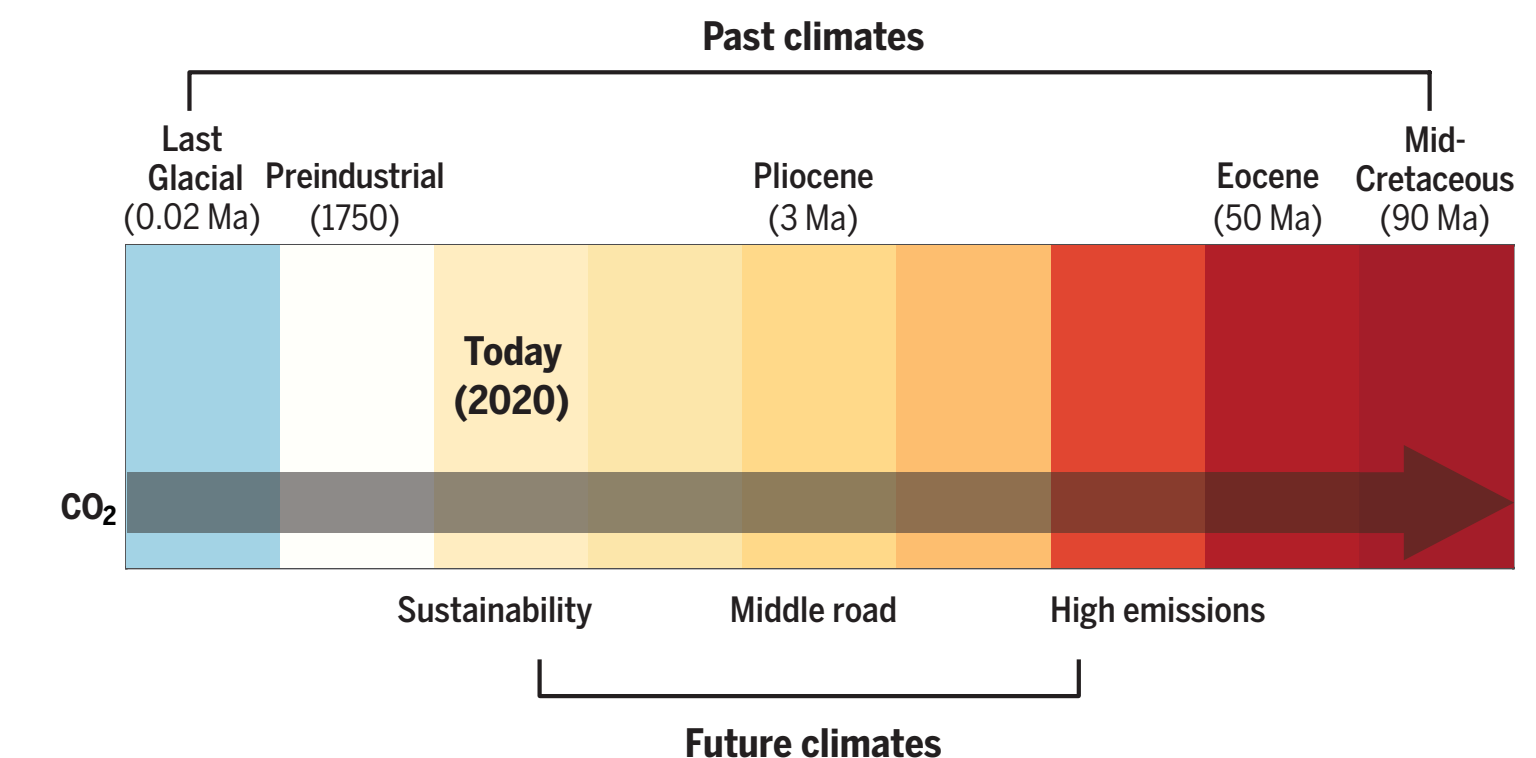 Past climates
Last
Glacial
(0.02 Ma)
Preindustrial
(1750)
Pliocene
(3 Ma)
Eocene
(50 Ma)
Mid-
Cretaceous
(90 Ma)
Today
(2020)
CO₂
Sustainability
Middle road
High emissions
Future climates